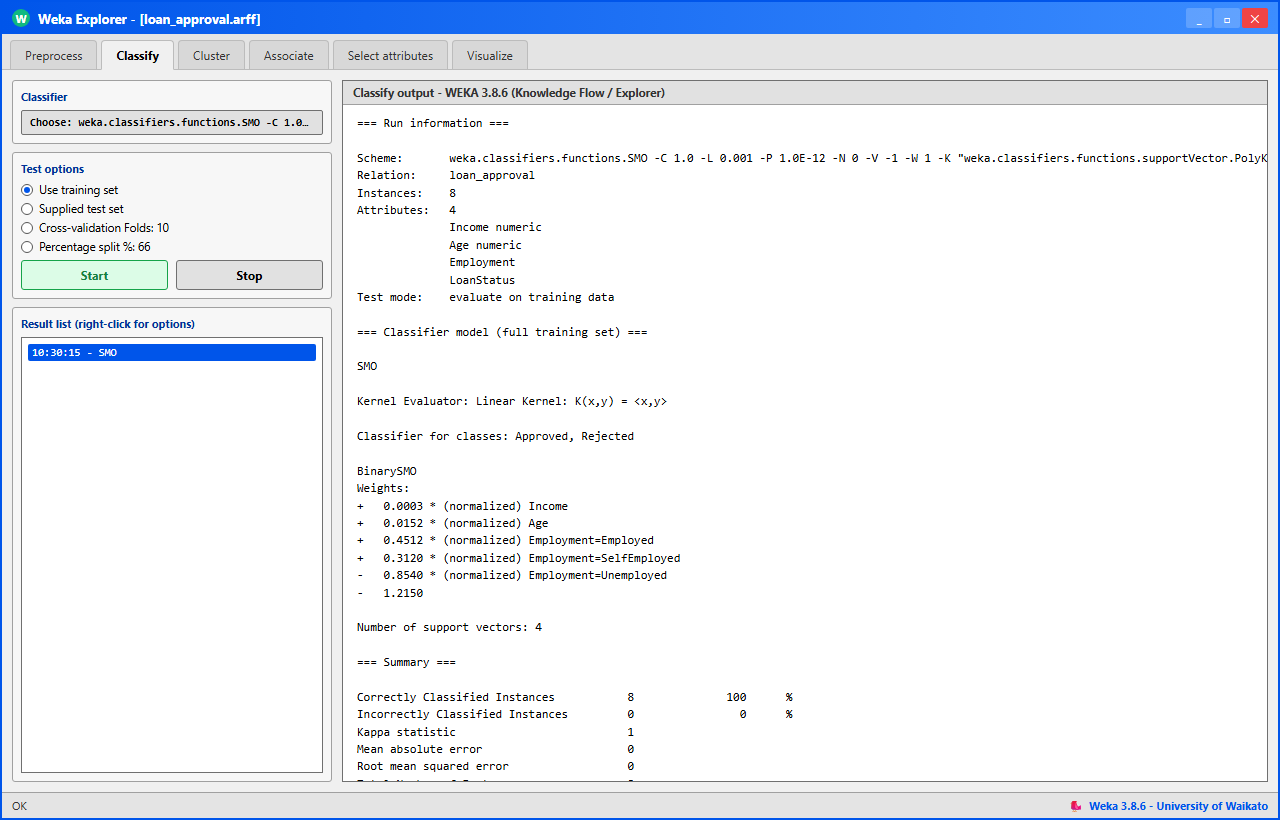 W Weka Explorer - [loan_approval.arff]
Preprocess Classify Cluster Associate Select attributes Visualize
Classifier
Choose: weka.classifiers.functions.SMO -C 1.0…
Test options
Use training set
Supplied test set
Cross-validation Folds: 10
Percentage split %: 66
Start Stop
Result list (right-click for options)
10:30:15 - SMO
Classify output - WEKA 3.8.6 (Knowledge Flow / Explorer)
=== Run information ===
Scheme: weka.classifiers.functions.SMO -C 1.0 -L 0.001 -P 1.0E-12 -N 0 -V -1 -W 1 -K "weka.classifiers.functions.supportVector.PolyK
Relation: loan_approval
Instances: 8
Attributes: 4
Income numeric
Age numeric
Employment
LoanStatus
Test mode: evaluate on training data
=== Classifier model (full training set) ===
SMO
Kernel Evaluator: Linear Kernel: K(x,y) = <x,y>
Classifier for classes: Approved, Rejected
BinarySMO
Weights:
+ 0.0003 * (normalized) Income
+ 0.0152 * (normalized) Age
+ 0.4512 * (normalized) Employment=Employed
+ 0.3120 * (normalized) Employment=SelfEmployed
- 0.8540 * (normalized) Employment=Unemployed
- 1.2150
Number of support vectors: 4
=== Summary ===
Correctly Classified Instances 8 100 %
Incorrectly Classified Instances 0 0 %
Kappa statistic 1
Mean absolute error 0
Root mean squared error 0
OK
Weka 3.8.6 - University of Waikato